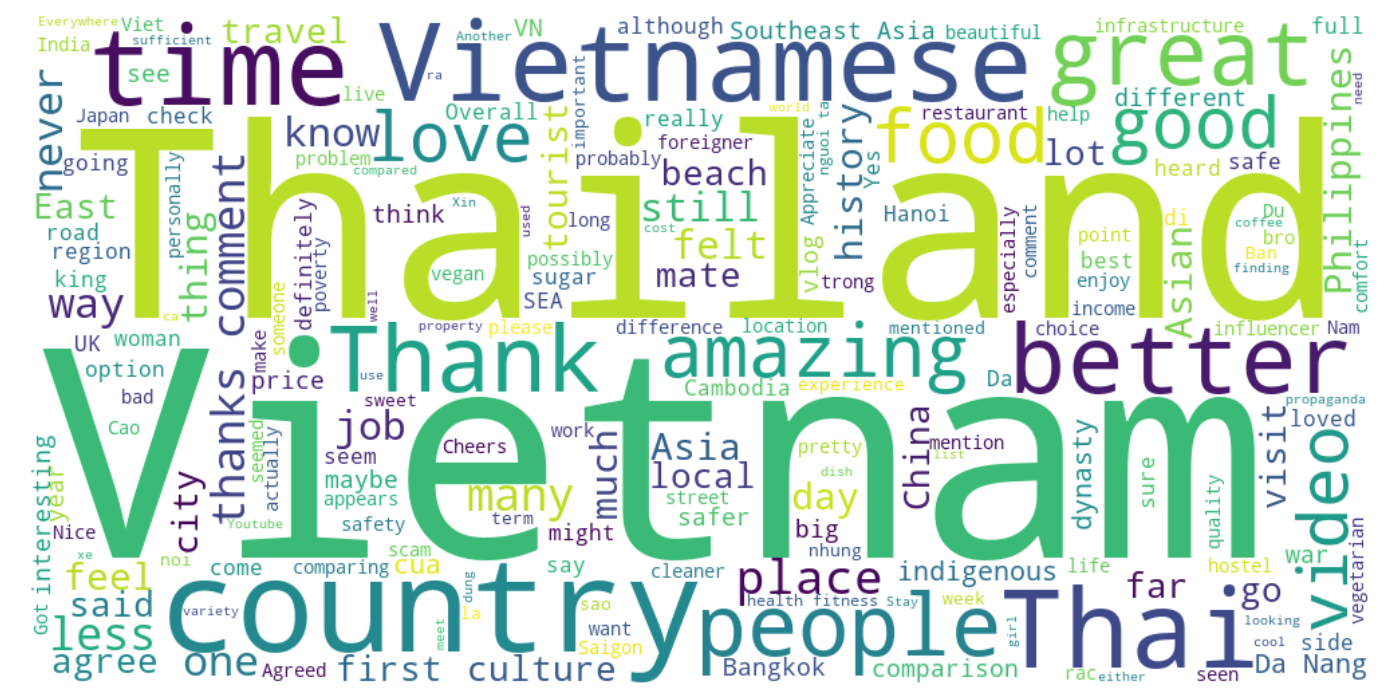 Everywhere Viet sufficient travel Another VN although Southeast Asia beautiful infrastructure full
India time see Vietnamese ra great
live never Japan check Overall important world different need
know love tourist really foreigner history food restaurant help good Philippines
going problem compared probably beach Appreciate nguoi ta Yes lot heard safe
Thailand
personally East thing comment definitely think Xin used long still Hanoi especially comment di Du coffee
road region poverty cost felt vlog point Asian bro
king vegan possibly sugar mate trong best Ban finding comfort
way ca someone well SEA enjoy income
UK woman make property please difference location mentioned choice influencer Nam
option thanks price use Thank amazing Da better
bad sweet Cambodia experience propaganda
Vietnam
Cao seemed actually job Cheers work much Asia China mention pretty list dynasty sure visit loved
year city seem maybe local dish video
interesting Got appears many street day quality
Nice Youtube safety term might safer big vegetarian
xe noi scam nhung war
feel come comparing cua say cleaner place indigenous life hostel far go
said country dung people Thai
variety la sao health fitness Stay week girl looking
less meet want Saigon cool side
agree one Agreed first culture Bangkok comparison rac either seen Da Nang